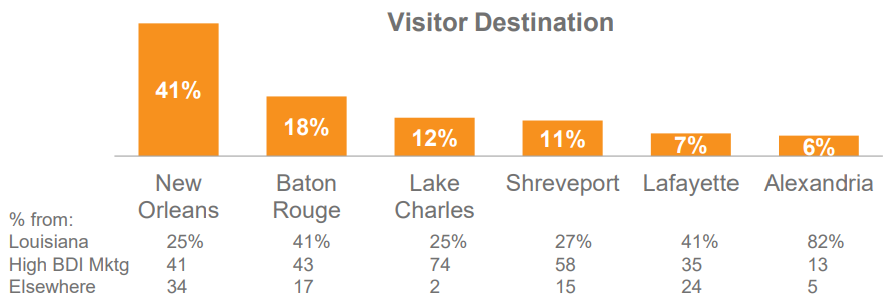 Visitor Destination
41%
18%
12%
11%
7%
6%
New Orleans
Baton Rouge
Lake Charles
Shreveport
Lafayette
Alexandria
% from:
Louisiana 25% 41% 25% 27% 41% 82%
High BDI Mktg 41 43 74 58 35 13
Elsewhere 34 17 2 15 24 5